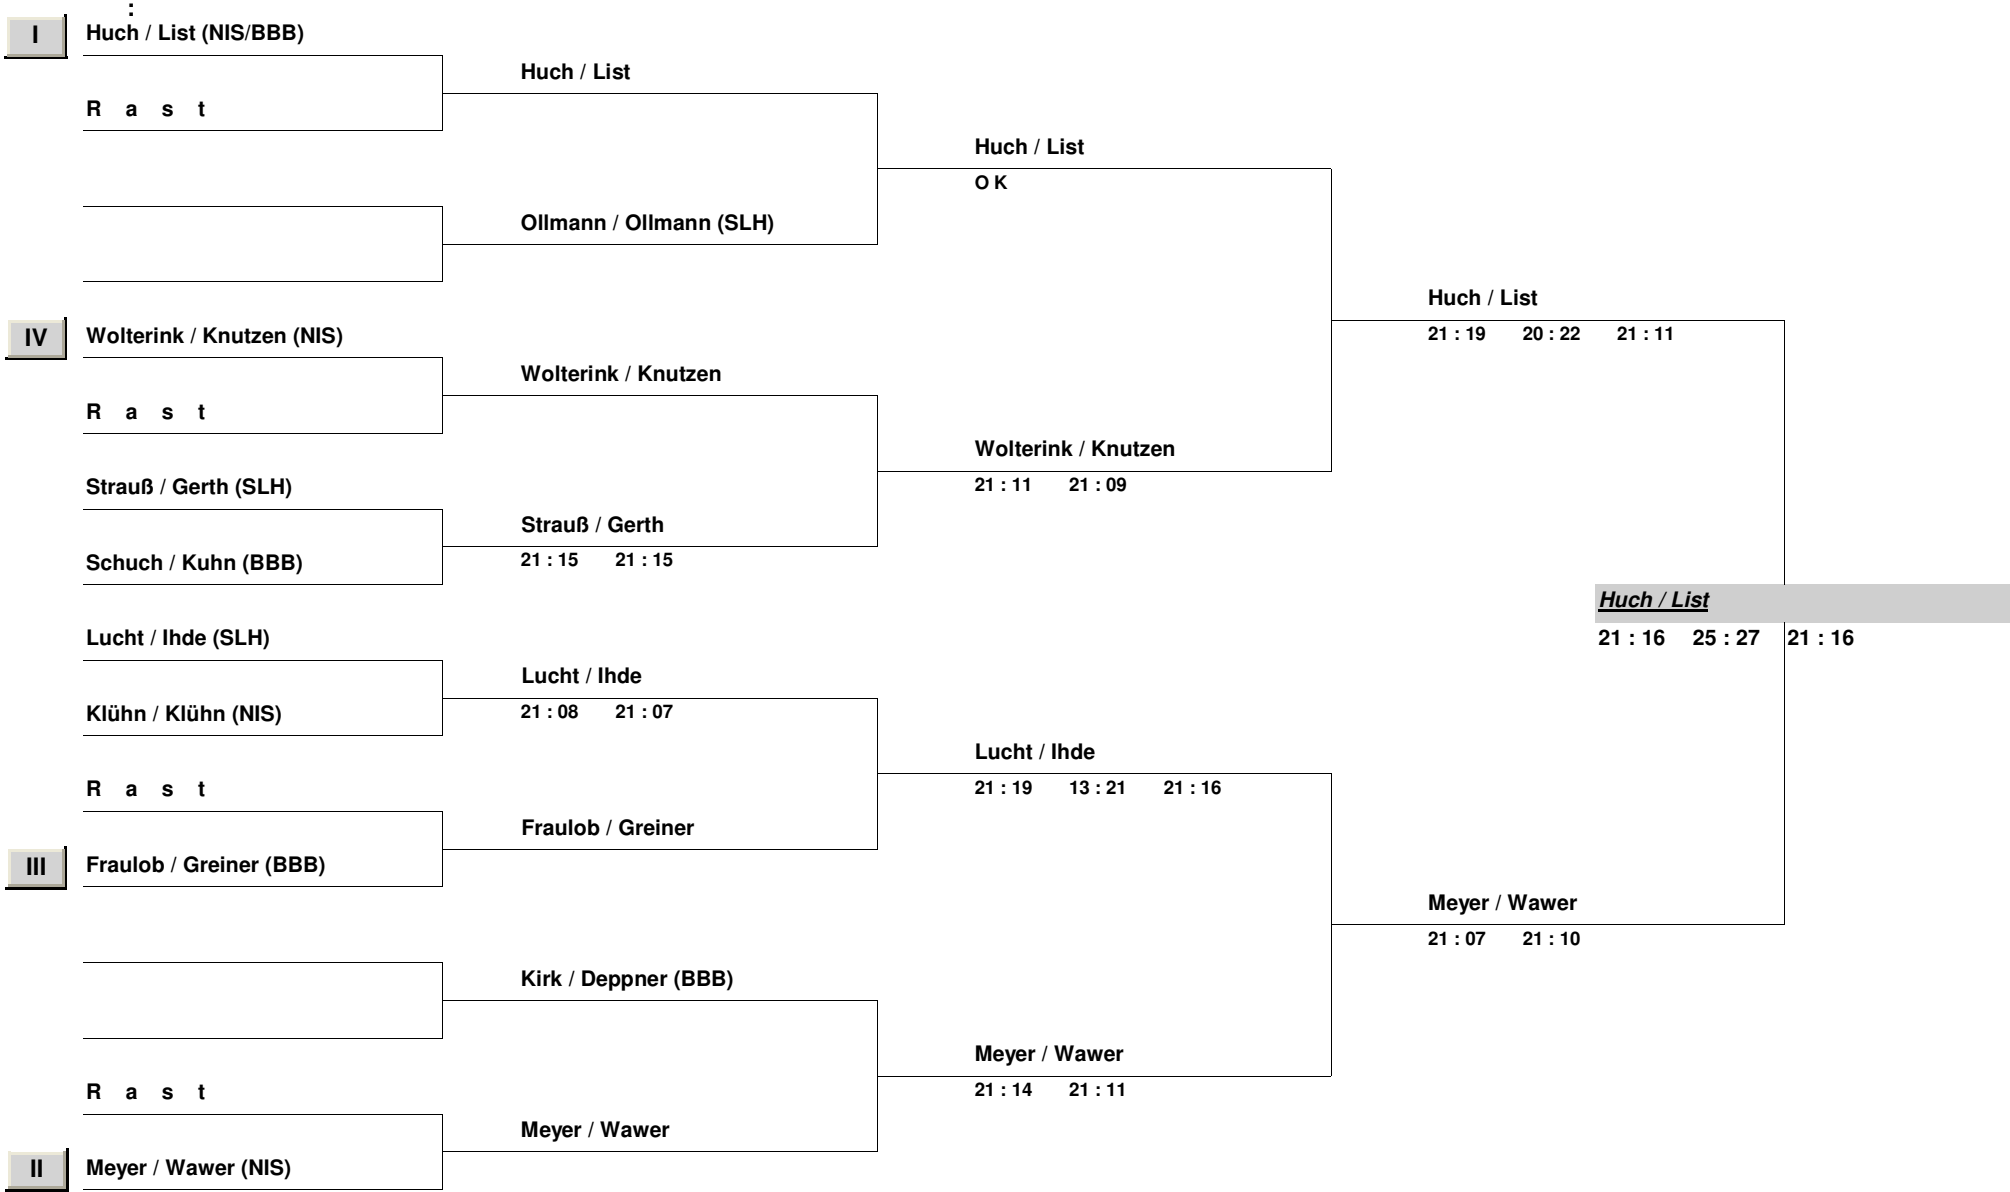 :
I Huch / List (NIS/BBB)
Huch / List
R a s t
Huch / List
O K
Ollmann / Ollmann (SLH)
Huch / List
21 : 19 20 : 22 21 : 11
IV Wolterink / Knutzen (NIS)
Wolterink / Knutzen
R a s t
Wolterink / Knutzen
21 : 11 21 : 09
Strauß / Gerth (SLH)
Strauß / Gerth
21 : 15 21 : 15
Schuch / Kuhn (BBB)
Huch / List
21 : 16 25 : 27 21 : 16
Lucht / Ihde (SLH)
Lucht / Ihde
21 : 08 21 : 07
Klühn / Klühn (NIS)
Lucht / Ihde
21 : 19 13 : 21 21 : 16
R a s t
Fraulob / Greiner
III Fraulob / Greiner (BBB)
Meyer / Wawer
21 : 07 21 : 10
Kirk / Deppner (BBB)
Meyer / Wawer
21 : 14 21 : 11
R a s t
Meyer / Wawer
II Meyer / Wawer (NIS)